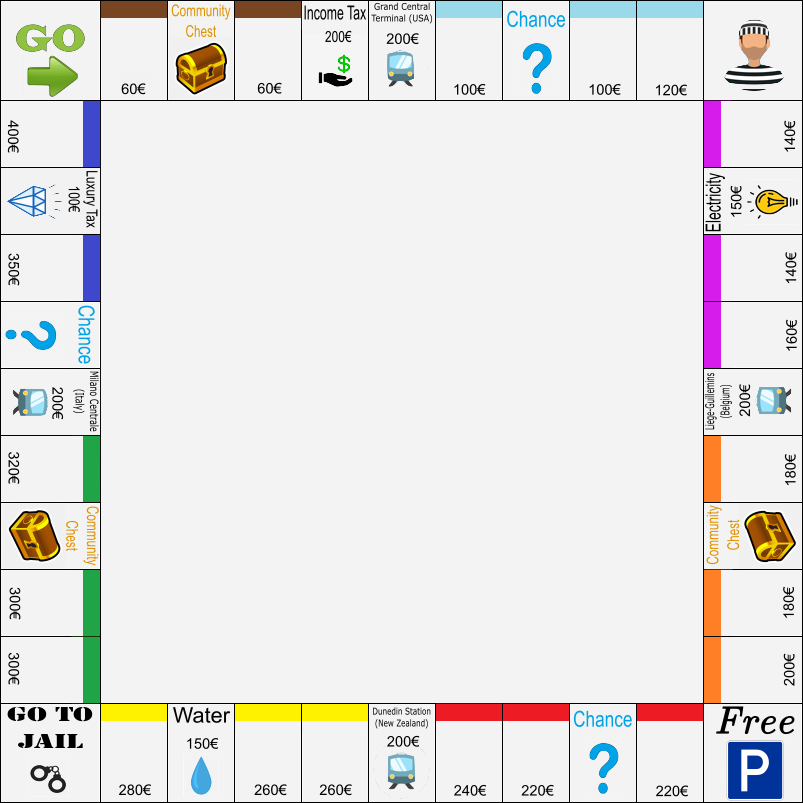 GO
60€
Community
Chest
60€
Income Tax
200€
$
Grand Central
Terminal (USA)
200€
100€
Chance
?
100€
120€
140€
Electricity
150€
140€
160€
Liege-Guillemins
(Belgium)
200€
180€
Community
Chest
180€
200€
Free
P
220€
Chance
?
220€
240€
Dunedin Station
(New Zealand)
200€
260€
260€
Water
150€
280€
GO TO
JAIL
300€
300€
Community
Chest
320€
Milano Centrale
(Italy)
200€
Chance
?
350€
Luxury Tax
100€
400€